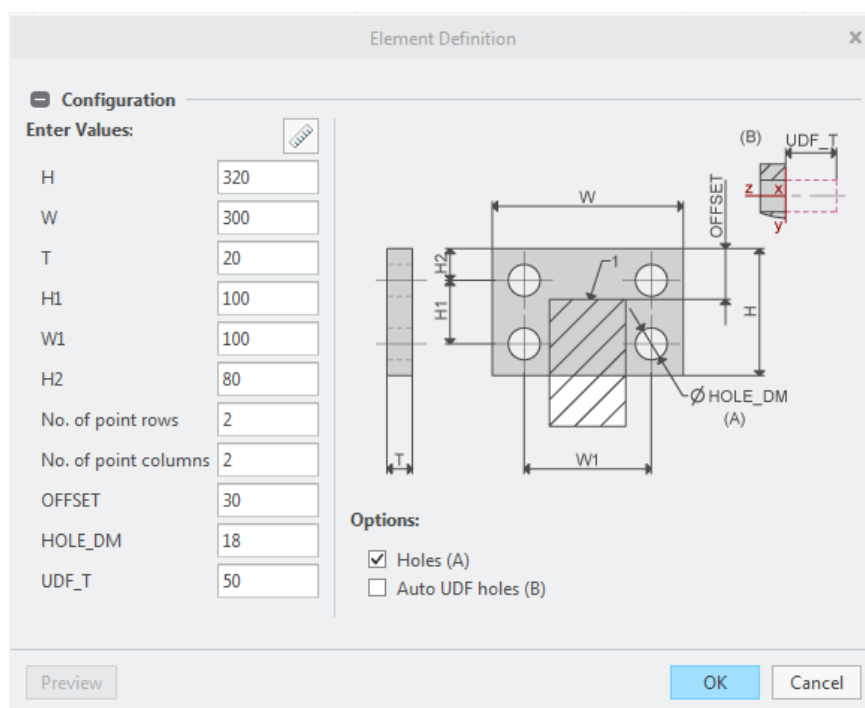 Element Definition
Configuration
Enter Values:
H 320
W 300
T 20
H1 100
W1 100
H2 80
No. of point rows 2
No. of point columns 2
OFFSET 30
HOLE_DM 18
UDF_T 50
(B) UDF_T
z x
y
W
OFFSET
H2
1
H1
H
Ø HOLE_DM
(A)
T
W1
Options:
Holes (A)
Auto UDF holes (B)
Preview OK Cancel